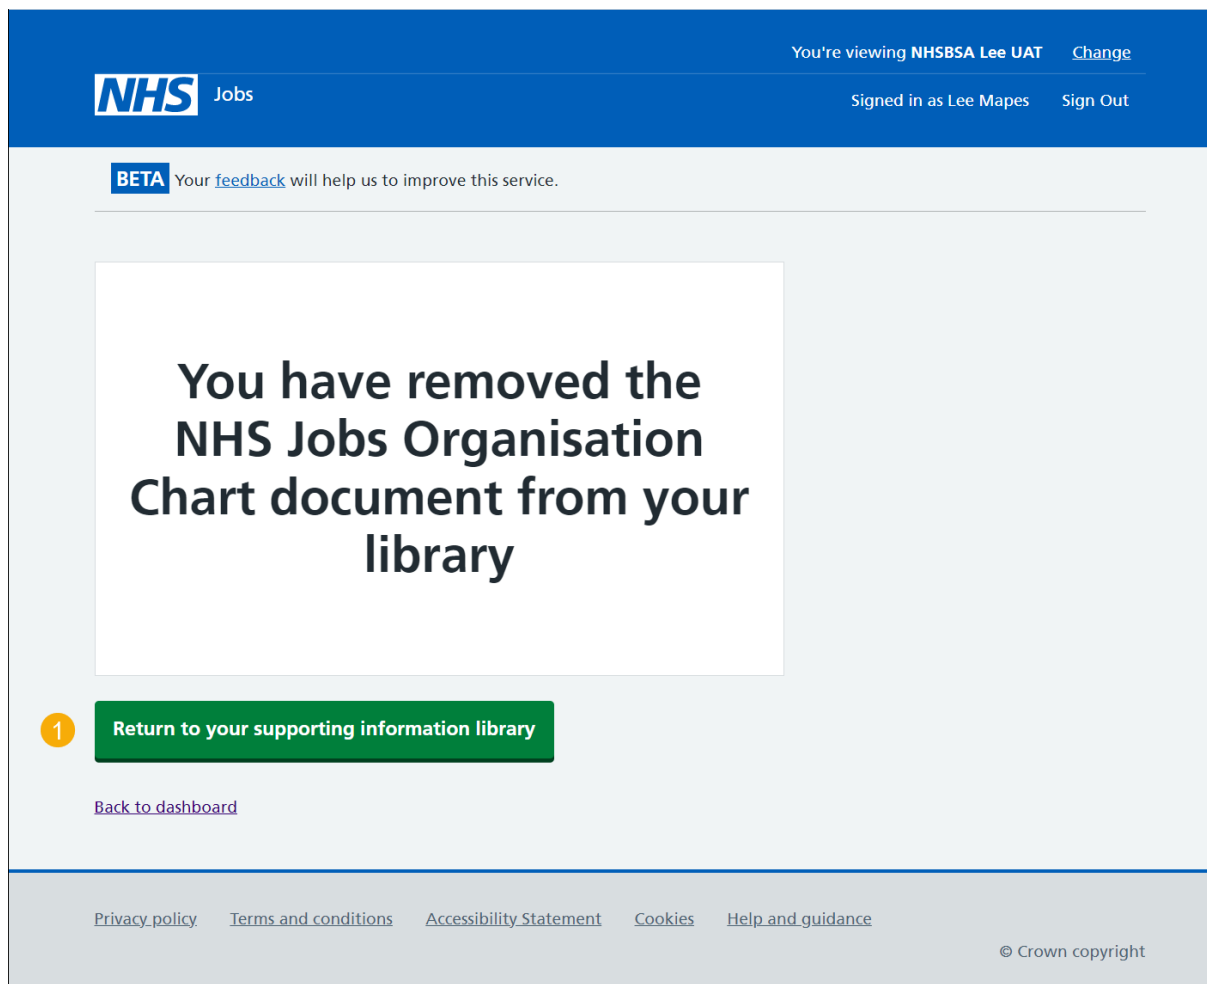 You're viewing NHSBSA Lee UAT Change
NHS Jobs
Signed in as Lee Mapes Sign Out
BETA Your feedback will help us to improve this service.
You have removed the
NHS Jobs Organisation
Chart document from your
library
1 Return to your supporting information library
Back to dashboard
Privacy policy Terms and conditions Accessibility Statement Cookies Help and guidance
© Crown copyright